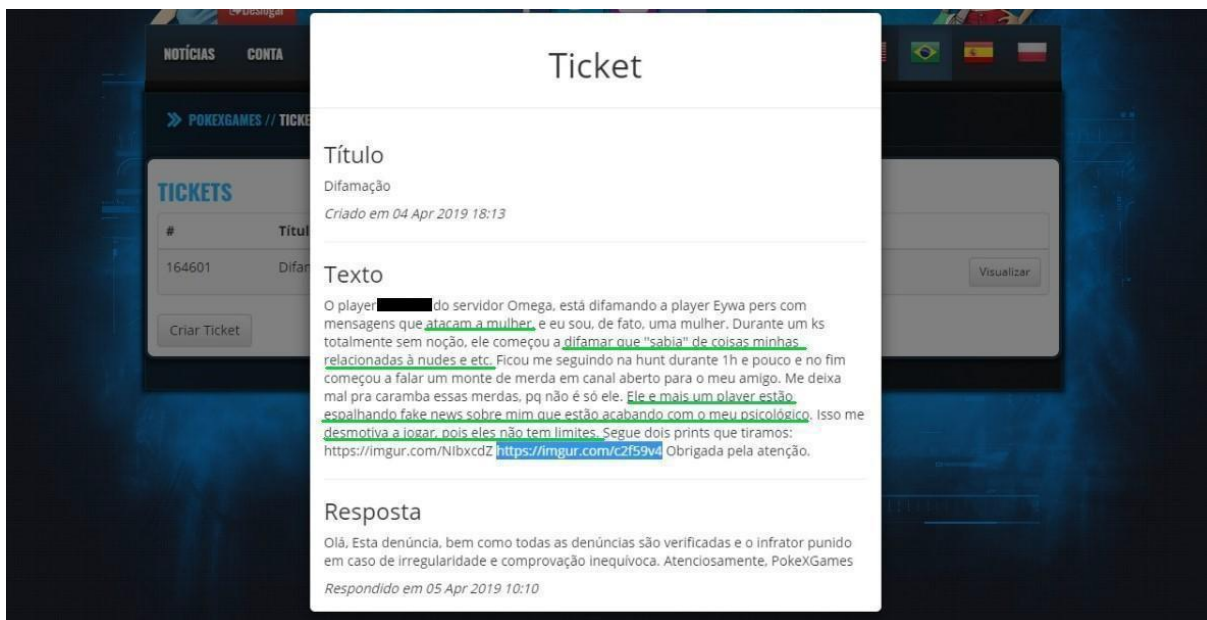 Deslogar
NOTÍCIAS CONTA
POKEXGAMES // TICKE
TICKETS
# Títul
164601 Difan
Visualizar
Criar Ticket
Ticket
Título
Difamação
Criado em 04 Apr 2019 18:13
Texto
O player do servidor Omega, está difamando a player Eywa pers com
mensagens que atacam a mulher, e eu sou, de fato, uma mulher. Durante um ks
totalmente sem noção, ele começou a difamar que "sabia" de coisas minhas
relacionadas à nudes e etc. Ficou me seguindo na hunt durante 1h e pouco e no fim
começou a falar um monte de merda em canal aberto para o meu amigo. Me deixa
mal pra caramba essas merdas, pq não é só ele. Ele e mais um player estão
espalhando fake news sobre mim que estão acabando com o meu psicológico. Isso me
desmotiva a jogar, pois eles não tem limites. Segue dois prints que tiramos:
https://imgur.com/NIbxcdZ https://imgur.com/c2f59v4 Obrigada pela atenção.
Resposta
Olá, Esta denúncia, bem como todas as denúncias são verificadas e o infrator punido
em caso de irregularidade e comprovação inequívoca. Atenciosamente, PokeXGames
Respondido em 05 Apr 2019 10:10